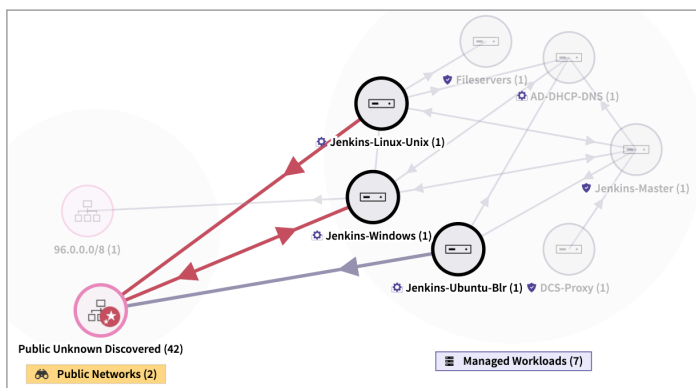 Fileservers (1)
AD-DHCP-DNS (1)
Jenkins-Linux-Unix (1)
Jenkins-Master (1)
Jenkins-Windows (1)
96.0.0.0/8 (1)
Jenkins-Ubuntu-Blr (1)
DCS-Proxy (1)
Public Unknown Discovered (42)
Managed Workloads (7)
Public Networks (2)